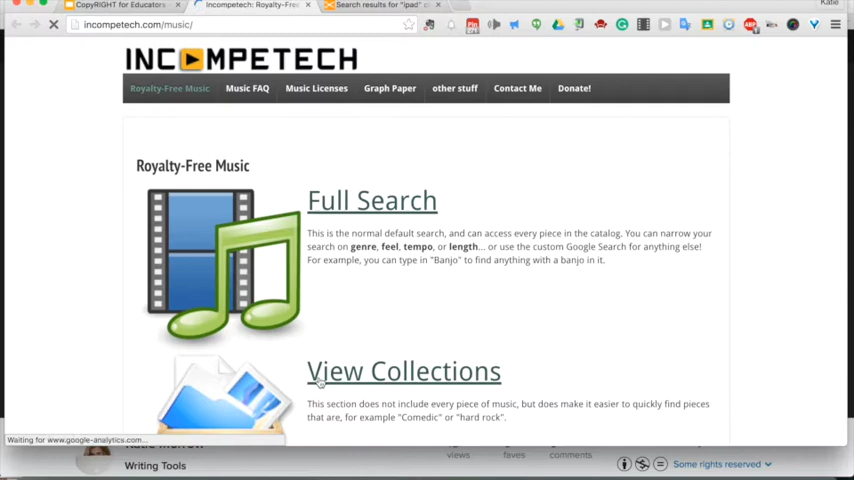 CopyRIGHT for Educators
Incompetech: Royalty-Free
Search results for "ipad"
Katie
incompetech.com/music/
INCOMPETECH
Royalty-Free Music
Music FAQ
Music Licenses
Graph Paper
other stuff
Contact Me
Donate!
Royalty-Free Music
Full Search
This is the normal default search, and can access every piece in the catalog. You can narrow your
search on genre, feel, tempo, or length... or use the custom Google Search for anything else!
For example, you can type in "Banjo" to find anything with a banjo in it.
View Collections
This section does not include every piece of music, but does make it easier to quickly find pieces
that are, for example "Comedic" or "hard rock".
Waiting for www.google-analytics.com...
views
faves
comments
Writing Tools
Some rights reserved